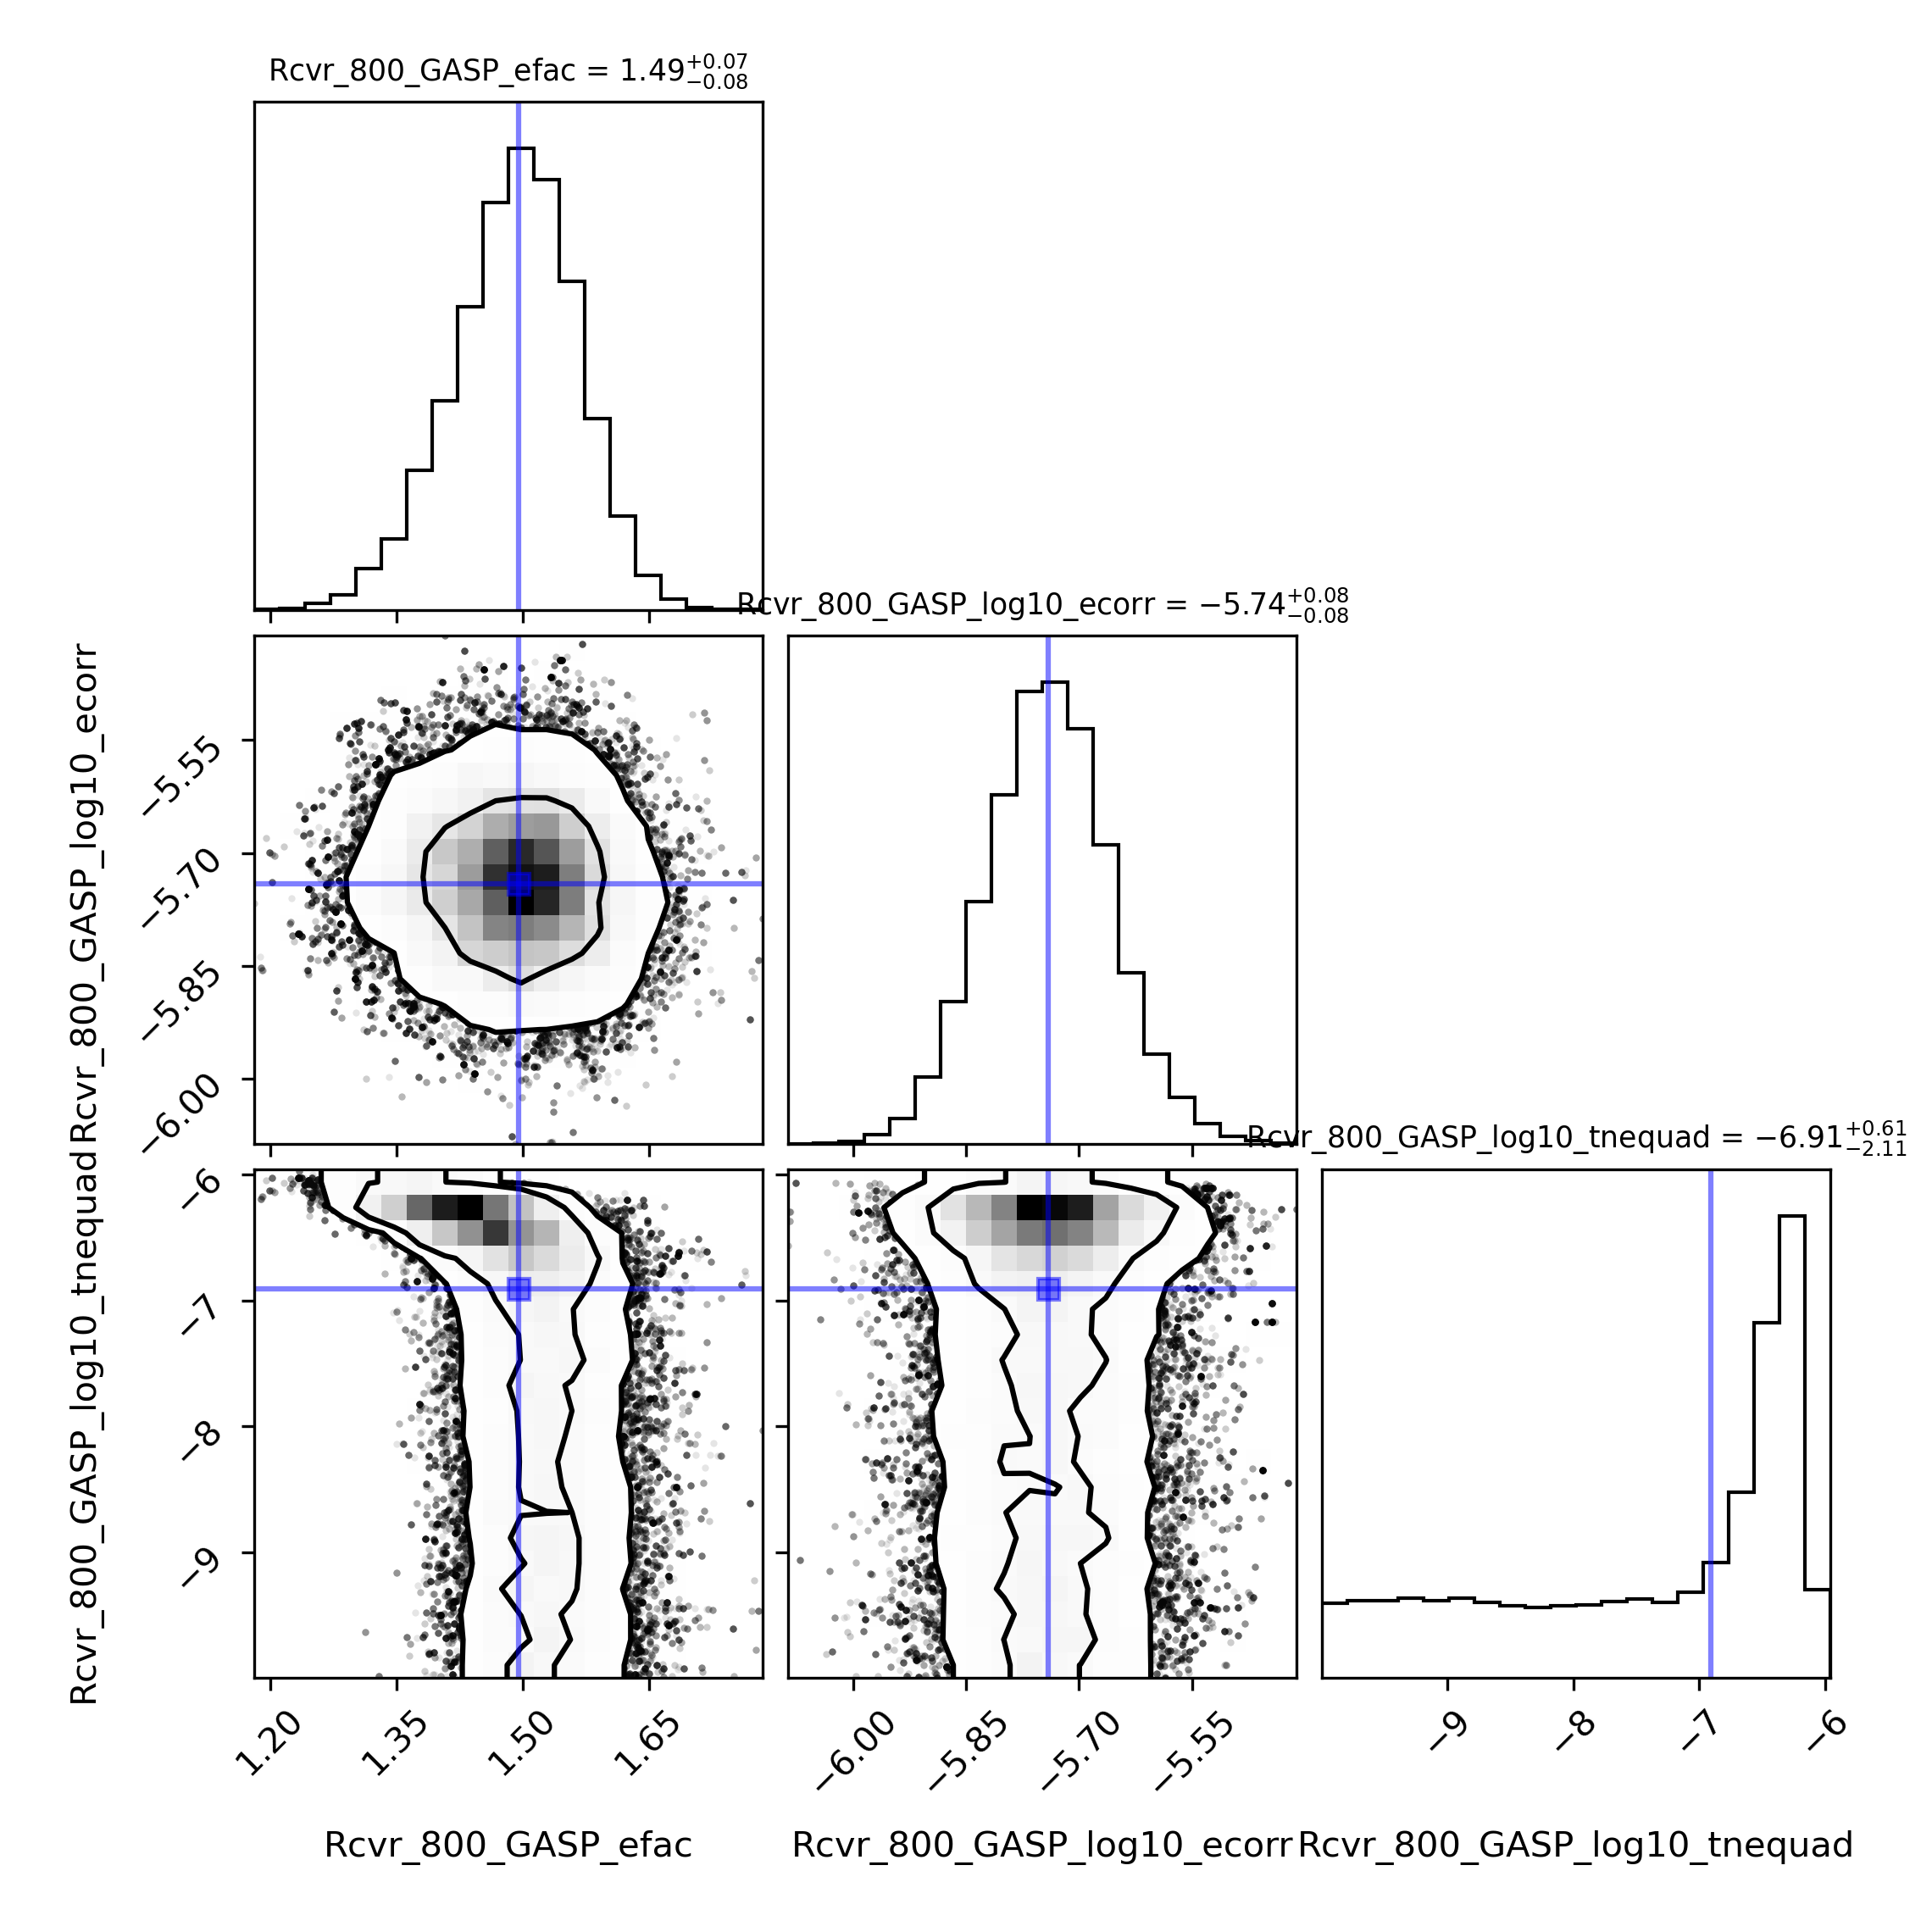 Rcvr_800_GASP_efac = 1.49+0.07 −0.08
Rcvr_800_GASP_log10_ecorr = −5.74+0.08 −0.08
Rcvr_800_GASP_log10_ecorr
−5.55
−5.70
−5.85
−6.00
Rcvr_800_GASP_log10_tnequad = −6.91+0.61 −2.11
Rcvr_800_GASP_log10_tnequad
−6
−7
−8
−9
1.20 1.35 1.50 1.65
−6.00 −5.85 −5.70 −5.55
−9 −8 −7 −6
Rcvr_800_GASP_efac
Rcvr_800_GASP_log10_ecorr
Rcvr_800_GASP_log10_tnequad